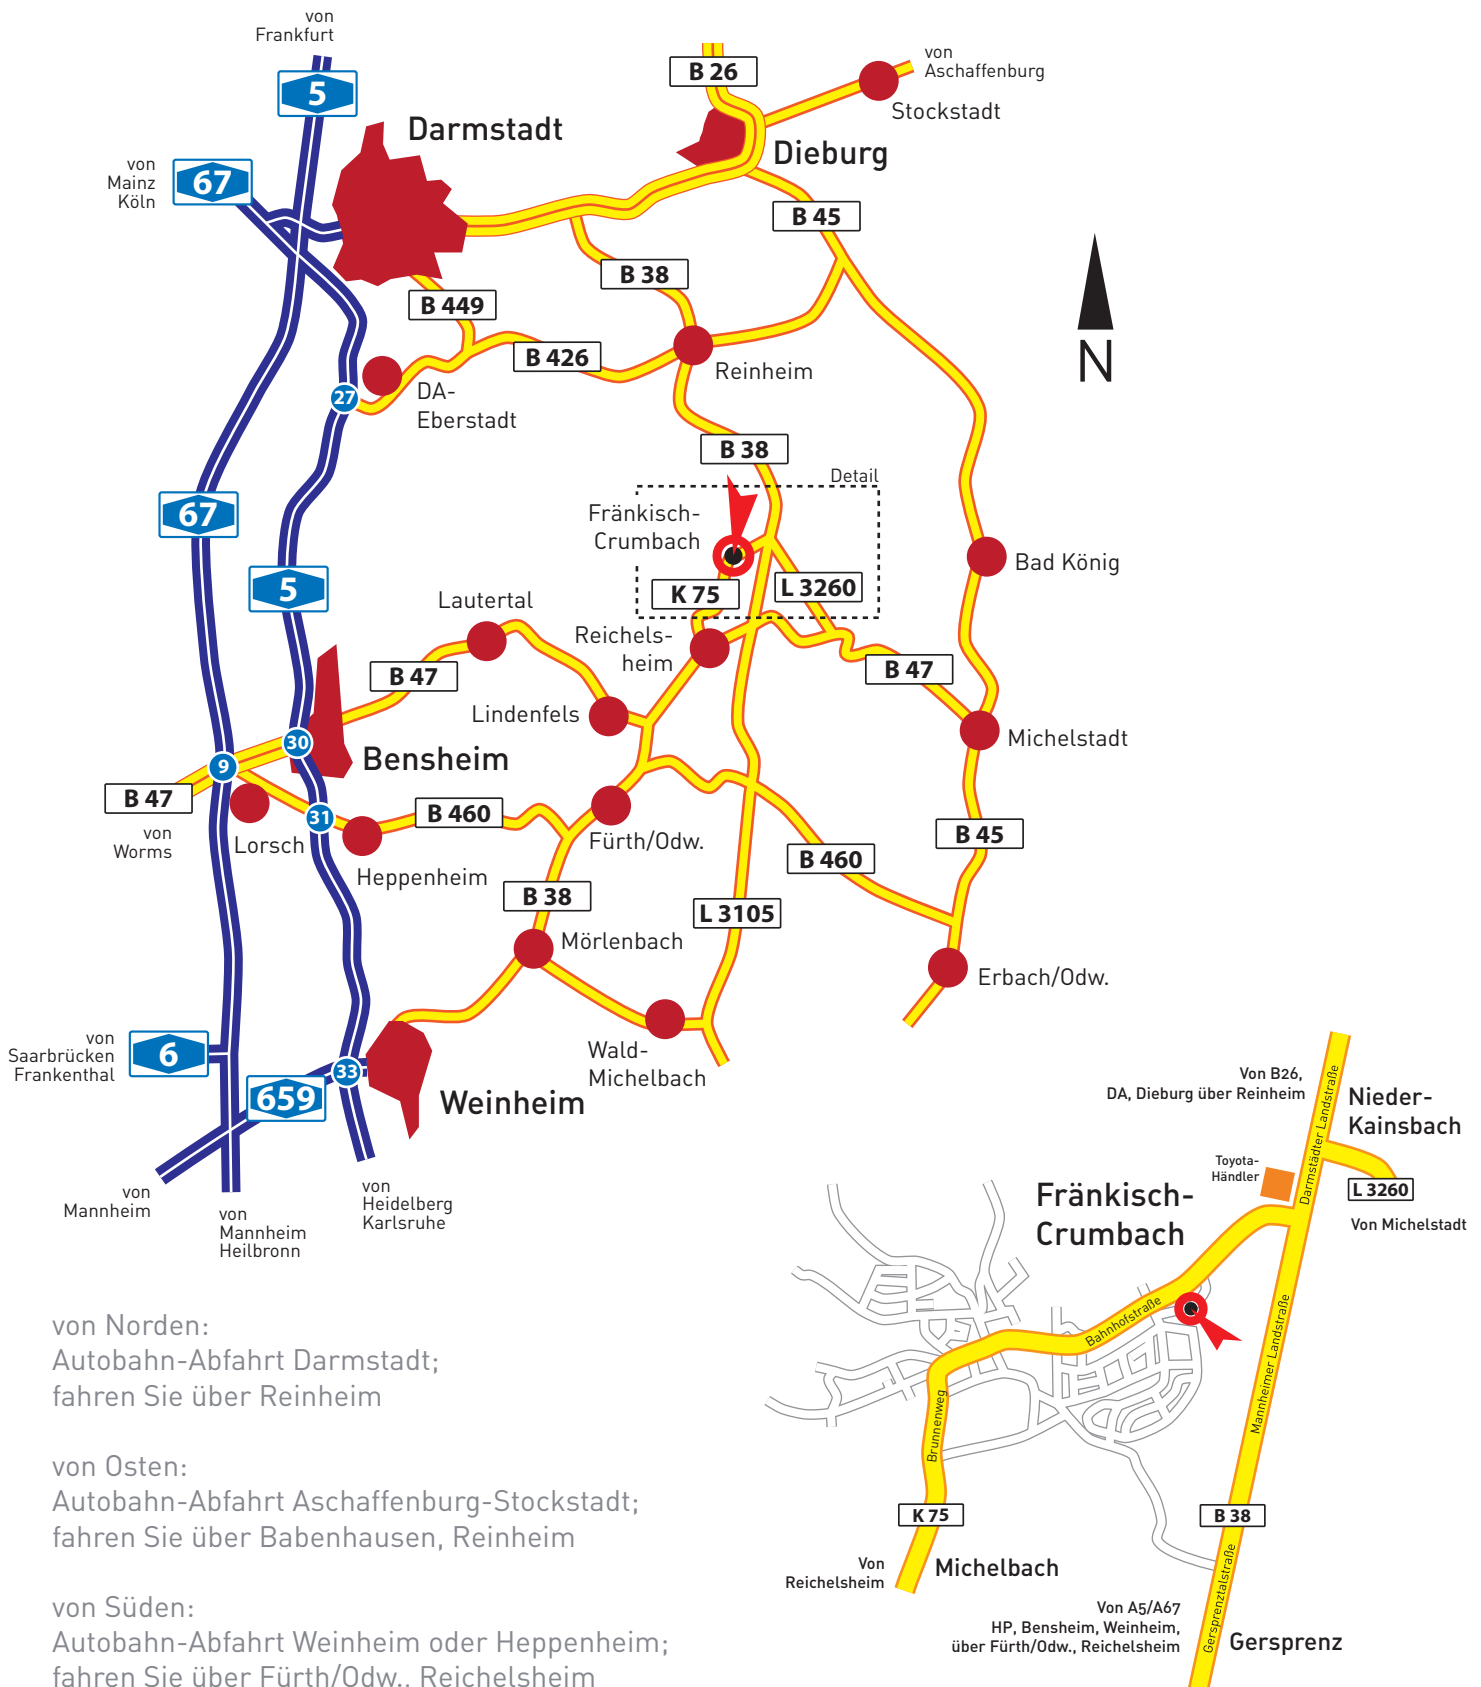 von
Frankfurt
5
von
Mainz
Köln
67
Darmstadt
B 26
von
Aschaffenburg
Stockstadt
Dieburg
B 45
B 38
B 449
B 426
Reinheim
DA-
Eberstadt
27
N
B 38
Detail
67
Fränkisch-
Crumbach
Bad König
5
K 75
L 3260
Lautertal
Reichels-
heim
B 47
B 47
Lindenfels
Michelstadt
30
Bensheim
9
B 47
von
Worms
Lorsch
31
B 460
Heppenheim
Fürth/Odw.
B 460
B 45
B 38
L 3105
Mörlenbach
Erbach/Odw.
von
Saarbrücken
Frankenthal
6
Wald-
Michelbach
33
659
Weinheim
von
Mannheim
von
Mannheim
Heilbronn
von
Heidelberg
Karlsruhe
Von B26,
DA, Dieburg über Reinheim
Nieder-
Kainsbach
Darmstädter Landstraße
Toyota-
Händler
L 3260
Von Michelstadt
Fränkisch-
Crumbach
Bahnhofstraße
Mannheimer Landstraße
Brunnenweg
K 75
B 38
Von
Reichelsheim
Michelbach
Von A5/A67
HP, Bensheim, Weinheim,
über Fürth/Odw., Reichelsheim
Gersprenztalstraße
Gersprenz
von Norden:
Autobahn-Abfahrt Darmstadt;
fahren Sie über Reinheim
von Osten:
Autobahn-Abfahrt Aschaffenburg-Stockstadt;
fahren Sie über Babenhausen, Reinheim
von Süden:
Autobahn-Abfahrt Weinheim oder Heppenheim;
fahren Sie über Fürth/Odw.. Reichelsheim